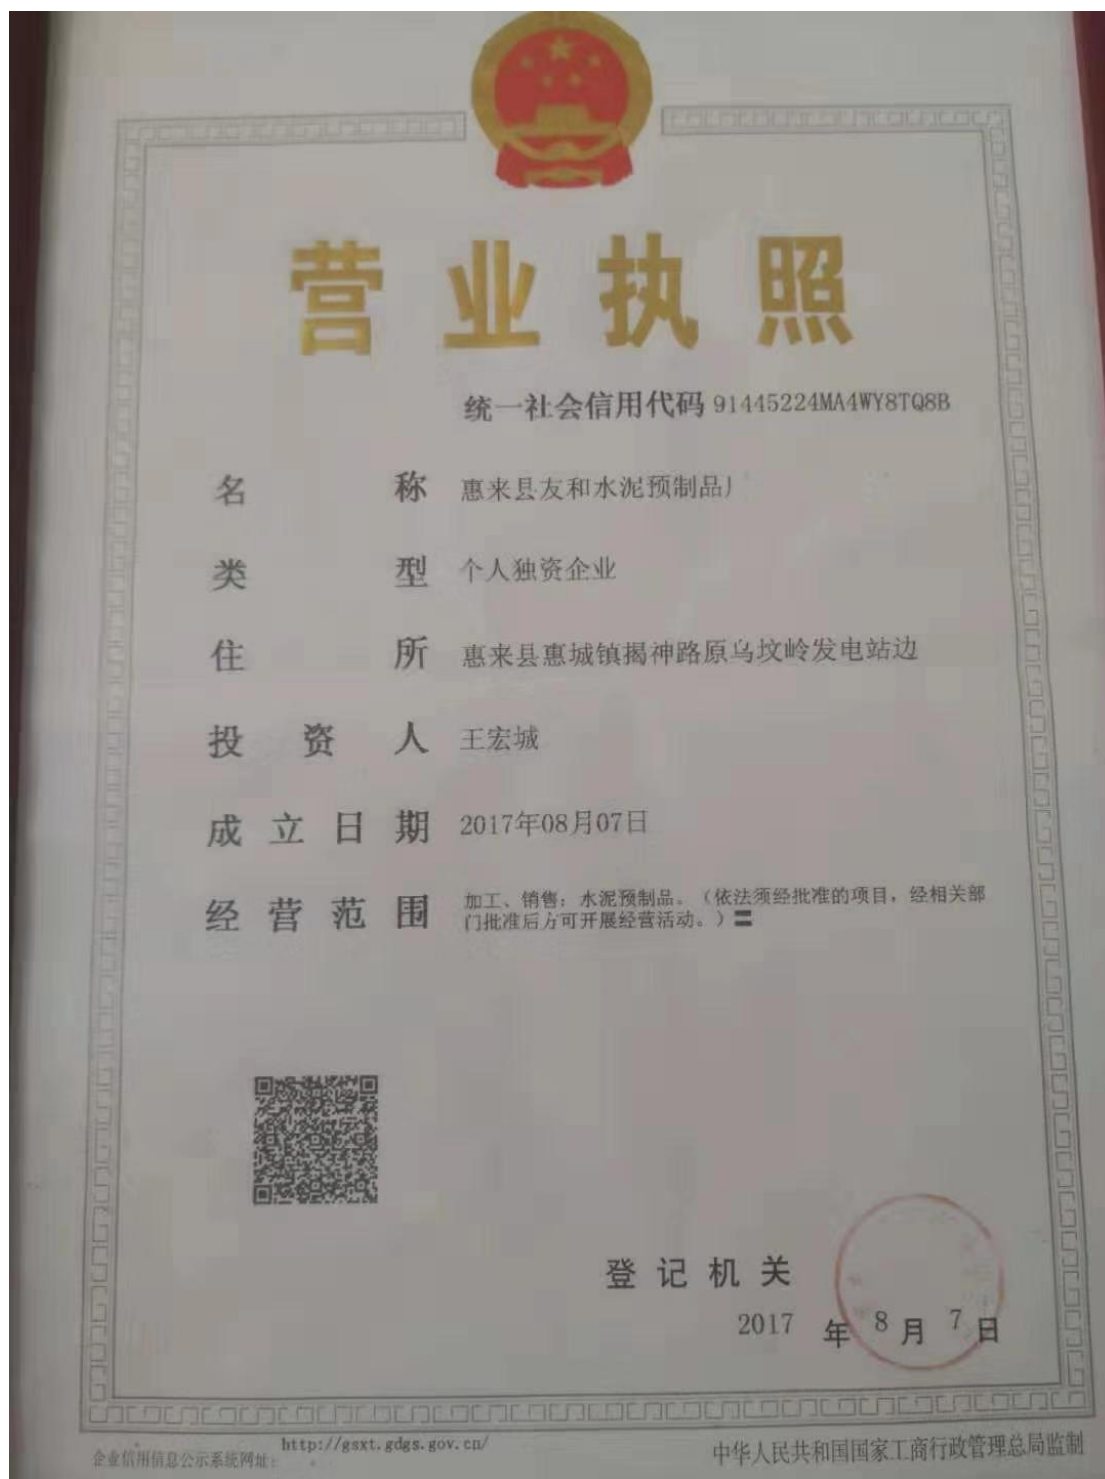 营业执照
统一社会信用代码 91445224MA4WY8TQ8B
名称 惠来县友和水泥预制品厂
类型 个人独资企业
住所 惠来县惠城镇揭神路原乌坟岭发电站边
投资人 王宏城
成立日期 2017年08月07日
经营范围 加工、销售：水泥预制品。（依法须经批准的项目，经相关部
门批准后方可开展经营活动。）〓
登记机关
2017 年 8 月 7 日
企业信用信息公示系统网址： http://gsxt.gdgs.gov.cn/
中华人民共和国国家工商行政管理总局监制